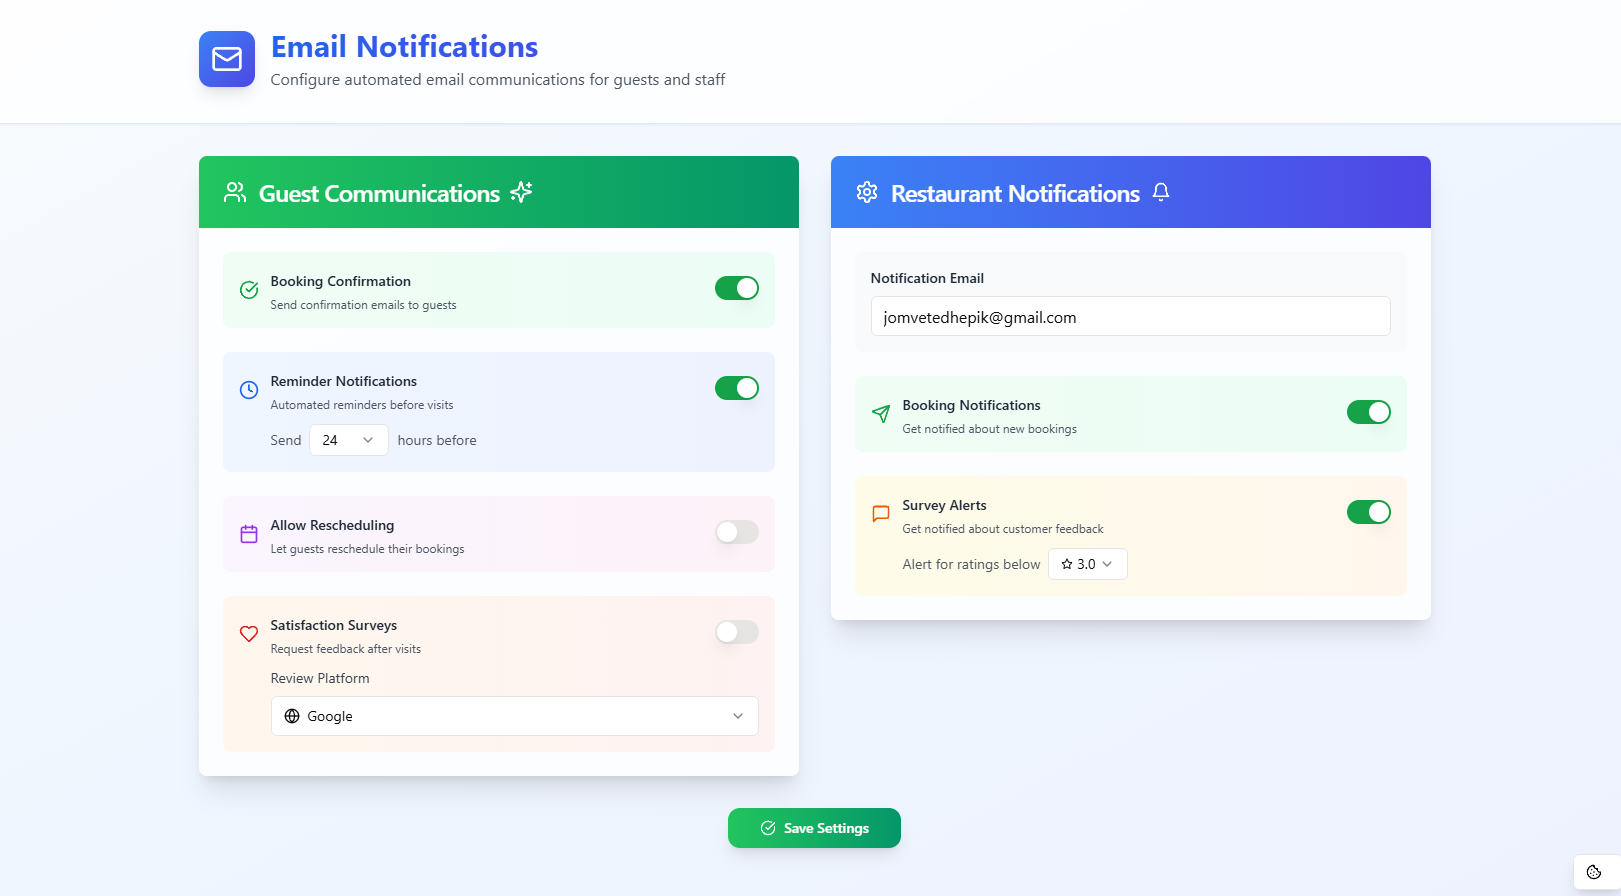 Email Notifications
Configure automated email communications for guests and staff
Guest Communications
Booking Confirmation
Send confirmation emails to guests
Reminder Notifications
Automated reminders before visits
Send 24 hours before
Allow Rescheduling
Let guests reschedule their bookings
Satisfaction Surveys
Request feedback after visits
Review Platform
Google
Restaurant Notifications
Notification Email
jomvetedhepik@gmail.com
Booking Notifications
Get notified about new bookings
Survey Alerts
Get notified about customer feedback
Alert for ratings below 3.0
Save Settings